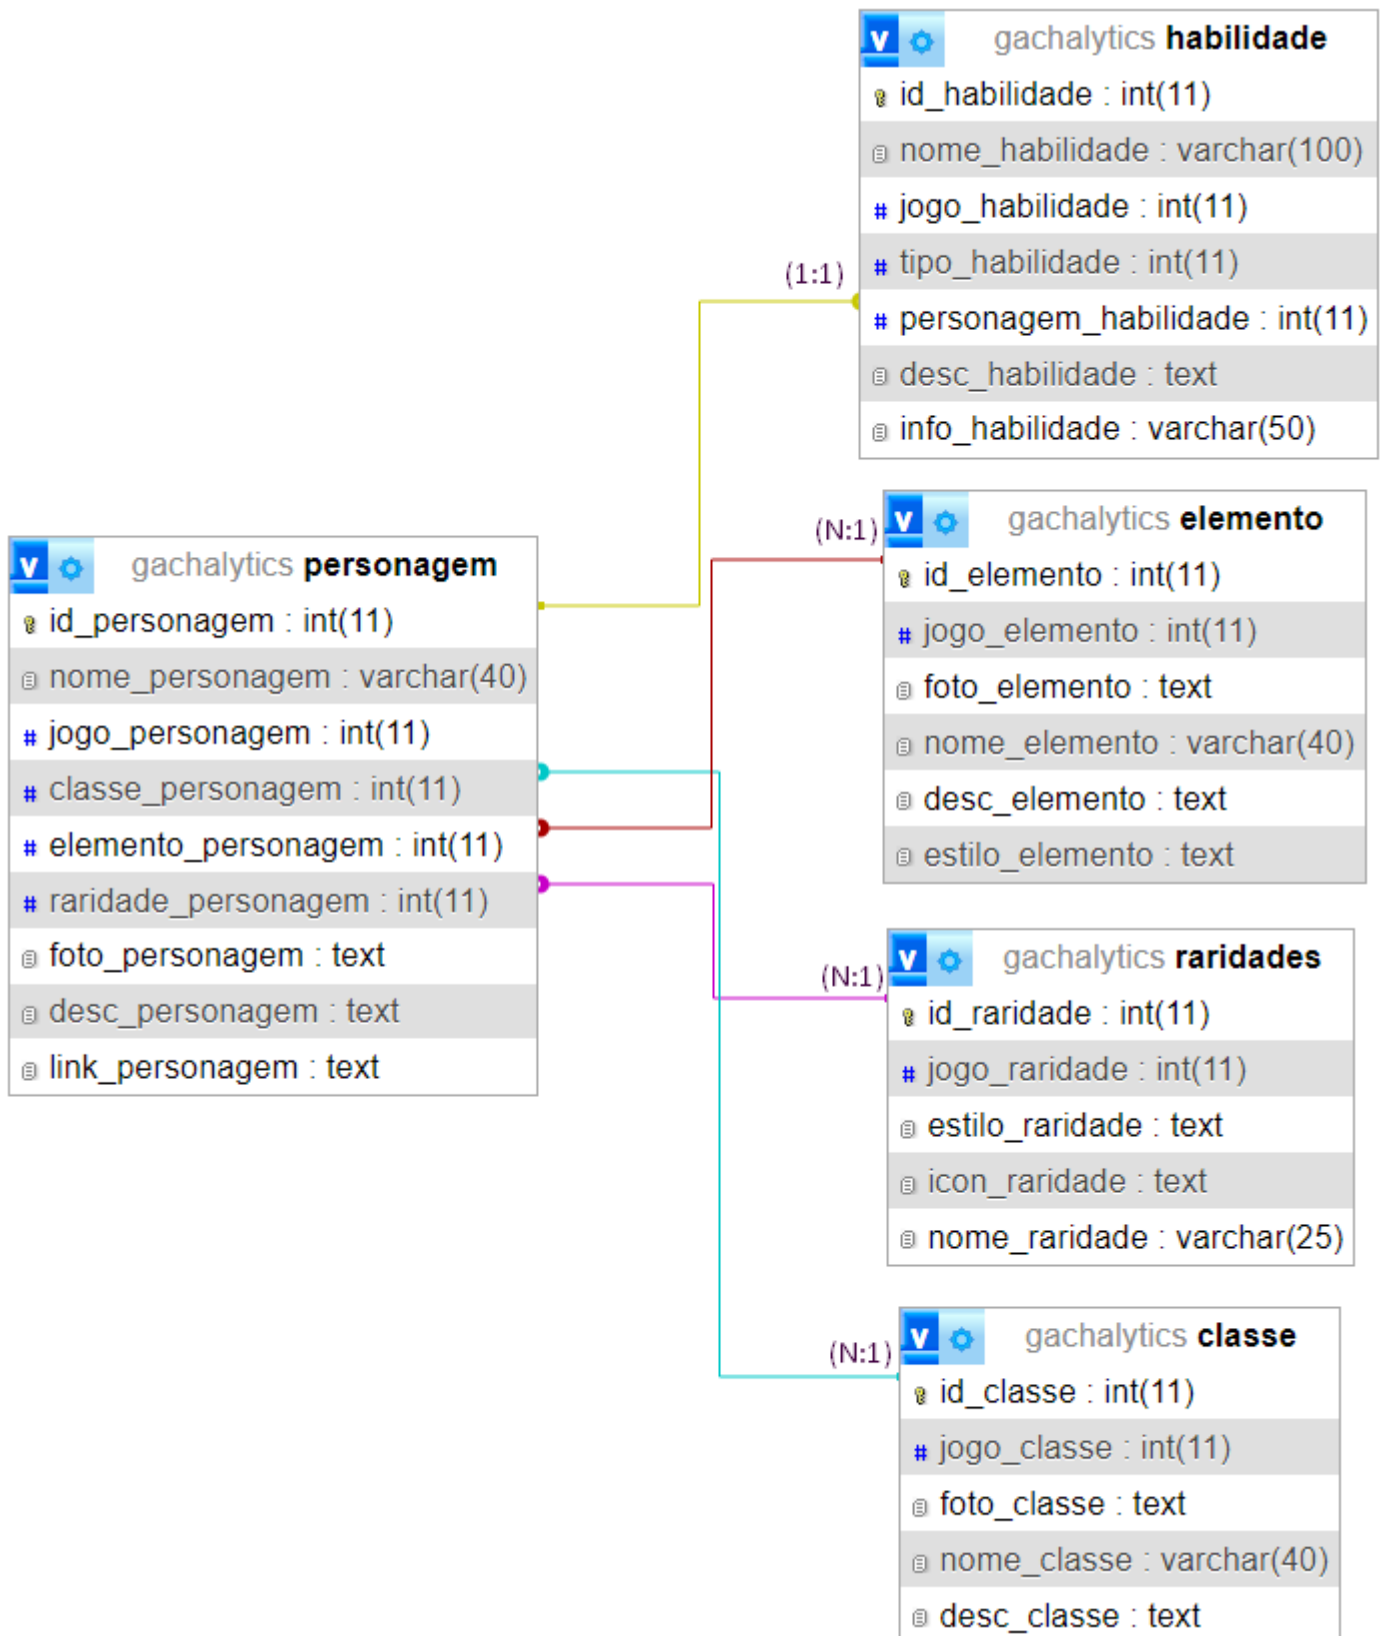 v gachalytics habilidade
id_habilidade : int(11)
nome_habilidade : varchar(100)
jogo_habilidade : int(11)
tipo_habilidade : int(11)
personagem_habilidade : int(11)
desc_habilidade : text
info_habilidade : varchar(50)
(1:1)
v gachalytics elemento
id_elemento : int(11)
jogo_elemento : int(11)
foto_elemento : text
nome_elemento : varchar(40)
desc_elemento : text
estilo_elemento : text
(N:1)
v gachalytics personagem
id_personagem : int(11)
nome_personagem : varchar(40)
# jogo_personagem : int(11)
# classe_personagem : int(11)
# elemento_personagem : int(11)
# raridade_personagem : int(11)
foto_personagem : text
desc_personagem : text
link_personagem : text
v gachalytics raridades
(N:1)
id_raridade : int(11)
# jogo_raridade : int(11)
estilo_raridade : text
icon_raridade : text
nome_raridade : varchar(25)
v gachalytics classe
(N:1)
id_classe : int(11)
# jogo_classe : int(11)
foto_classe : text
nome_classe : varchar(40)
desc_classe : text